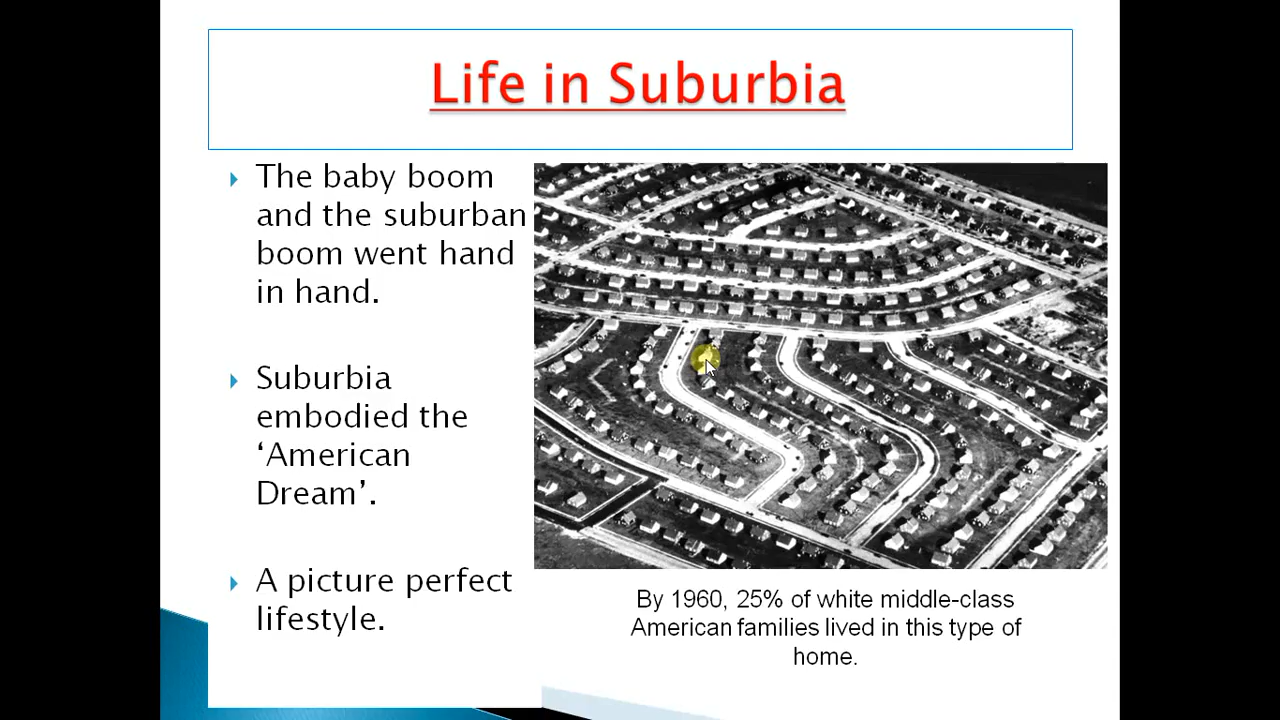 Life in Suburbia
The baby boom
and the suburban
boom went hand
in hand.
Suburbia
embodied the
‘American
Dream’.
A picture perfect
lifestyle.
By 1960, 25% of white middle-class
American families lived in this type of
home.